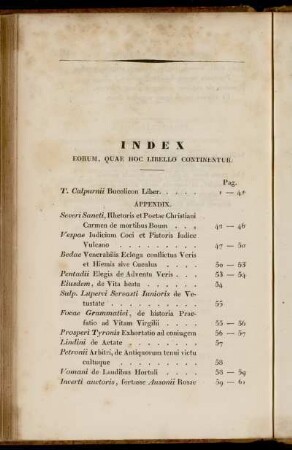 INDEX
EORUM, QUAE HOC LIBELLO CONTINENTUR.
Pag.
T. Calpurnii Bucolicon Liber. . . . . 1 — 42
APPENDIX.
Severi Sancti, Rhetoris et Poetae Christiani
Carmen de mortibus Boum . . . 42 — 46
Vespae Iudicium Coci et Pistoris Iudice
Vulcano . . . . . . . 47 — 50
Bedae Venerabilis Ecloga conflictus Veris
et Hiemis sive Cuculus . . . . 50 — 53
Pentadii Elegia de Adventu Veris . . . 53 — 54
Eiusdem, de Vita beata . . . . . 54
Sulp. Luperci Servasti Iunioris de Ve-
tustate . . . . . . . 55
Focae Grammatici, de historia Prae-
fatio ad Vitam Virgilii . . . . 55 — 56
Prosperi Tyronis Exhortatio ad coniugem 56 — 57
Lindini de Aetate . . . . . . 57
Petronii Arbitri, de Antiquorum tenui victu
cultuque . . . . . . . 58
Vomani de Laudibus Hortuli . . . . 58 — 59
Incerti auctoris, fortasse Ausonii Rosae 59 — 61